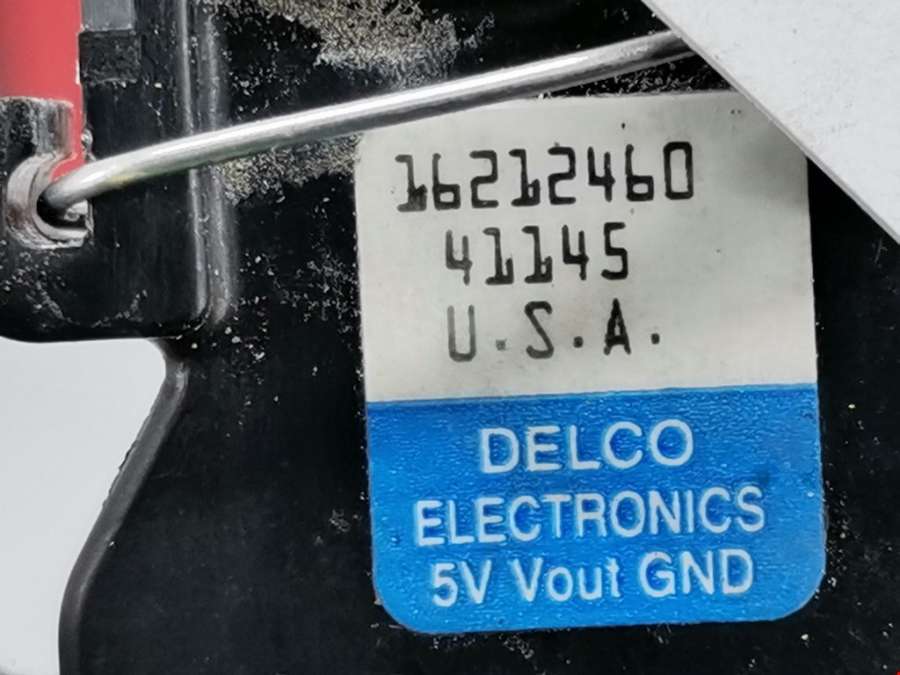 16212460
41145
U.S.A.
DELCO
ELECTRONICS
5V Vout GND